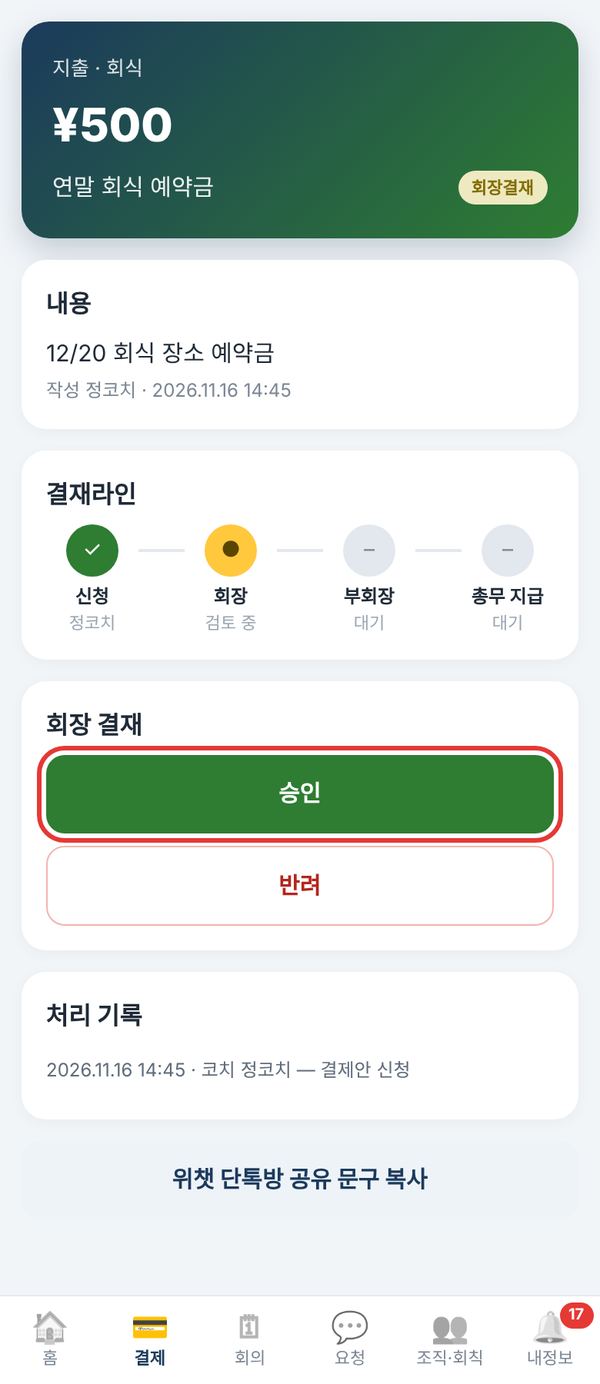 지출 · 회식
¥500
연말 회식 예약금
회장결재
내용
12/20 회식 장소 예약금
작성 정코치 · 2026.11.16 14:45
결재라인
신청 회장 부회장 총무 지급
정코치 검토 중 대기 대기
회장 결재
승인
반려
처리 기록
2026.11.16 14:45 · 코치 정코치 — 결제안 신청
위챗 단톡방 공유 문구 복사
17
홈 결제 회의 요청 조직·회칙 내정보